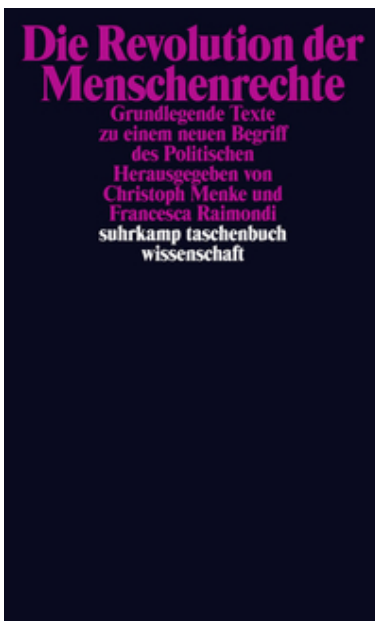 Die Revolution der
Menschenrechte
Grundlegende Texte
zu einem neuen Begriff
des Politischen
Herausgegeben von
Christoph Menke und
Francesca Raimondi
suhrkamp taschenbuch
wissenschaft